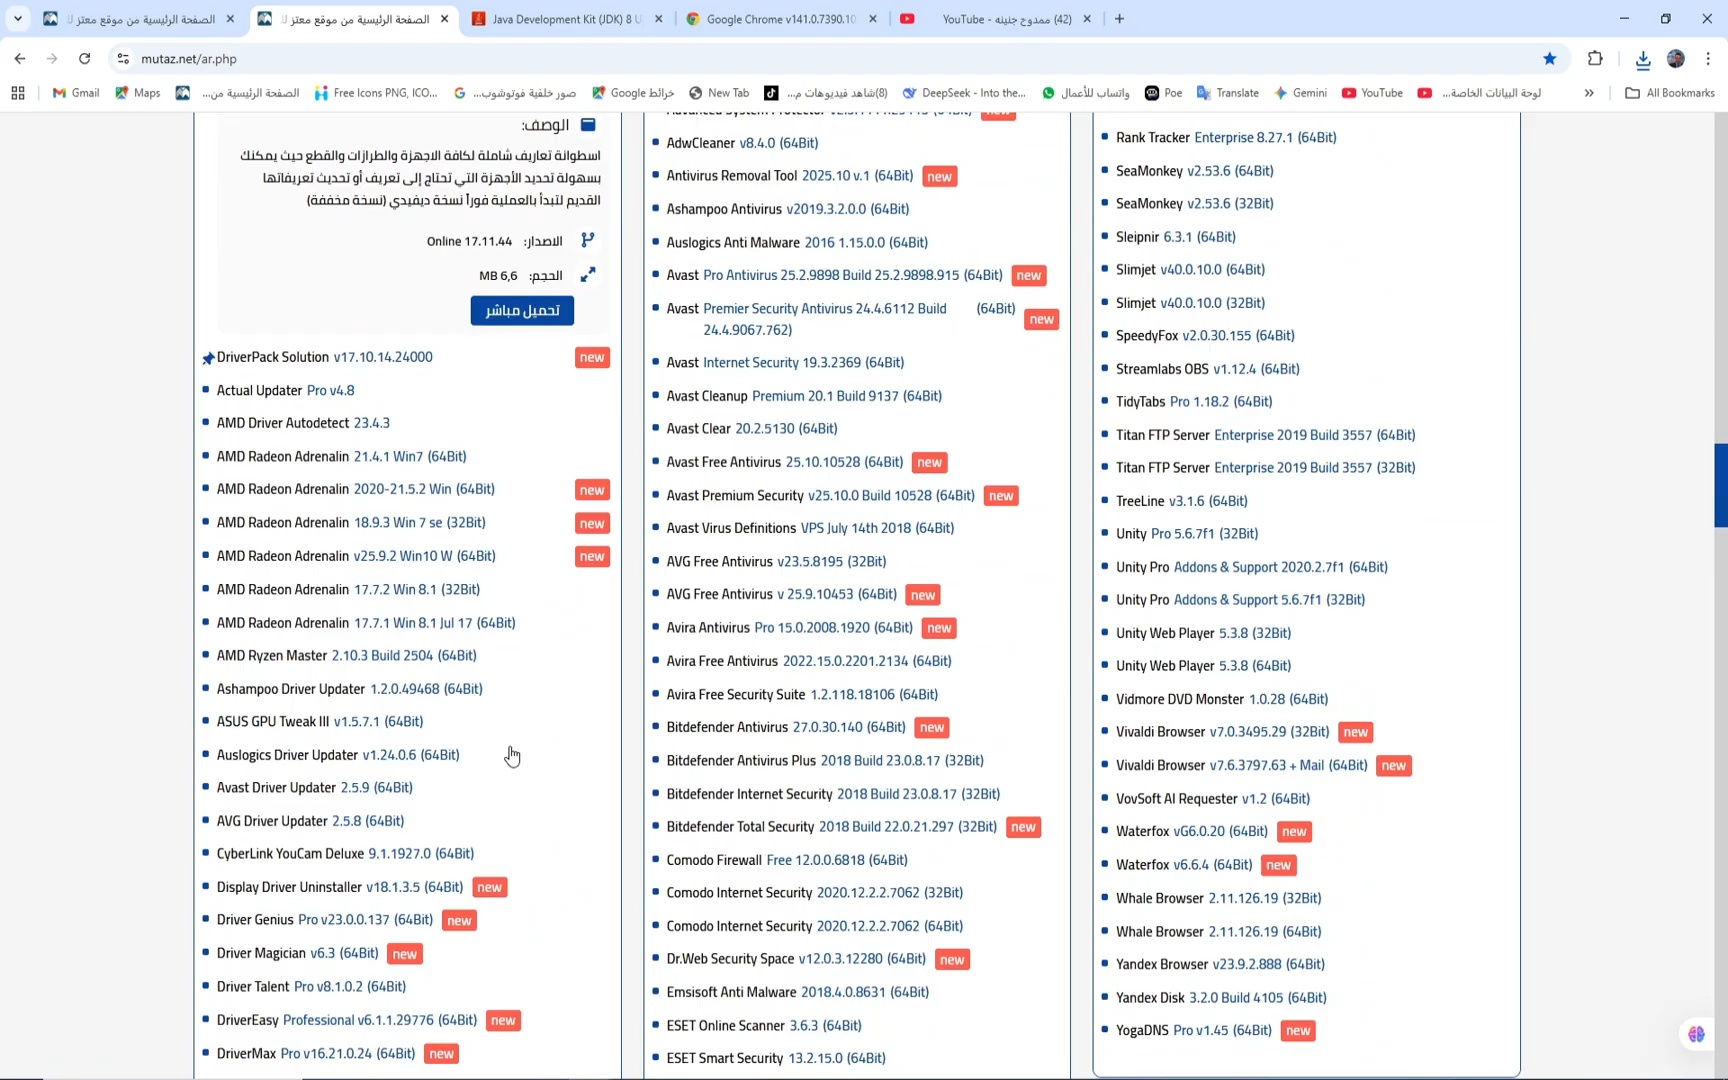 الصفحة الرئيسية من موقع معتز لا
الصفحة الرئيسية من موقع معتز لا
Java Development Kit (JDK) 8 U
Google Chrome v141.0.7390.10
YouTube - ممدوح جنينه (42)
mutaz.net/ar.php
Gmail
Maps
الصفحة الرئيسية من...
Free Icons PNG, ICO...
صور خلفية فوتوشوب...
خرائط Google
New Tab
(8)شاهد فيديوهات م...
DeepSeek - Into the...
واتساب للأعمال
Poe
Translate
Gemini
YouTube
لوحة البيانات الخاصة...
All Bookmarks
الوصف:
اسطوانة تعاريف شاملة لكافة الاجهزة والطرازات والقطع حيث يمكنك
بسهولة تحديد الأجهزة التي تحتاج إلى تعريف أو تحديث تعريفاتها
القديم لتبدأ بالعملية فوراً نسخة ديفيدي (نسخة مخففة)
الاصدار: Online 17.11.44
الحجم: MB 6,6
تحميل مباشر
DriverPack Solution v17.10.14.24000 new
Actual Updater Pro v4.8
AMD Driver Autodetect 23.4.3
AMD Radeon Adrenalin 21.4.1 Win7 (64Bit)
AMD Radeon Adrenalin 2020-21.5.2 Win (64Bit) new
AMD Radeon Adrenalin 18.9.3 Win 7 se (32Bit) new
AMD Radeon Adrenalin v25.9.2 Win10 W (64Bit) new
AMD Radeon Adrenalin 17.7.2 Win 8.1 (32Bit)
AMD Radeon Adrenalin 17.7.1 Win 8.1 Jul 17 (64Bit)
AMD Ryzen Master 2.10.3 Build 2504 (64Bit)
Ashampoo Driver Updater 1.2.0.49468 (64Bit)
ASUS GPU Tweak III v1.5.7.1 (64Bit)
Auslogics Driver Updater v1.24.0.6 (64Bit)
Avast Driver Updater 2.5.9 (64Bit)
AVG Driver Updater 2.5.8 (64Bit)
CyberLink YouCam Deluxe 9.1.1927.0 (64Bit)
Display Driver Uninstaller v18.1.3.5 (64Bit) new
Driver Genius Pro v23.0.0.137 (64Bit) new
Driver Magician v6.3 (64Bit) new
Driver Talent Pro v8.1.0.2 (64Bit)
DriverEasy Professional v6.1.1.29776 (64Bit) new
DriverMax Pro v16.21.0.24 (64Bit) new
AdwCleaner v8.4.0 (64Bit)
Antivirus Removal Tool 2025.10 v.1 (64Bit) new
Ashampoo Antivirus v2019.3.2.0.0 (64Bit)
Auslogics Anti Malware 2016 1.15.0.0 (64Bit)
Avast Pro Antivirus 25.2.9898 Build 25.2.9898.915 (64Bit) new
Avast Premier Security Antivirus 24.4.6112 Build (64Bit)
24.4.9067.762) new
Avast Internet Security 19.3.2369 (64Bit)
Avast Cleanup Premium 20.1 Build 9137 (64Bit)
Avast Clear 20.2.5130 (64Bit)
Avast Free Antivirus 25.10.10528 (64Bit) new
Avast Premium Security v25.10.0 Build 10528 (64Bit) new
Avast Virus Definitions VPS July 14th 2018 (64Bit)
AVG Free Antivirus v23.5.8195 (32Bit)
AVG Free Antivirus v 25.9.10453 (64Bit) new
Avira Antivirus Pro 15.0.2008.1920 (64Bit) new
Avira Free Antivirus 2022.15.0.2201.2134 (64Bit)
Avira Free Security Suite 1.2.118.18106 (64Bit)
Bitdefender Antivirus 27.0.30.140 (64Bit) new
Bitdefender Antivirus Plus 2018 Build 23.0.8.17 (32Bit)
Bitdefender Internet Security 2018 Build 23.0.8.17 (32Bit)
Bitdefender Total Security 2018 Build 22.0.21.297 (32Bit) new
Comodo Firewall Free 12.0.0.6818 (64Bit)
Comodo Internet Security 2020.12.2.2.7062 (32Bit)
Comodo Internet Security 2020.12.2.2.7062 (64Bit)
Dr.Web Security Space v12.0.3.12280 (64Bit) new
Emsisoft Anti Malware 2018.4.0.8631 (64Bit)
ESET Online Scanner 3.6.3 (64Bit)
ESET Smart Security 13.2.15.0 (64Bit)
Rank Tracker Enterprise 8.27.1 (64Bit)
SeaMonkey v2.53.6 (64Bit)
SeaMonkey v2.53.6 (32Bit)
Sleipnir 6.3.1 (64Bit)
Slimjet v40.0.10.0 (64Bit)
Slimjet v40.0.10.0 (32Bit)
SpeedyFox v2.0.30.155 (64Bit)
Streamlabs OBS v1.12.4 (64Bit)
TidyTabs Pro 1.18.2 (64Bit)
Titan FTP Server Enterprise 2019 Build 3557 (64Bit)
Titan FTP Server Enterprise 2019 Build 3557 (32Bit)
TreeLine v3.1.6 (64Bit)
Unity Pro 5.6.7f1 (32Bit)
Unity Pro Addons & Support 2020.2.7f1 (64Bit)
Unity Pro Addons & Support 5.6.7f1 (32Bit)
Unity Web Player 5.3.8 (32Bit)
Unity Web Player 5.3.8 (64Bit)
Vidmore DVD Monster 1.0.28 (64Bit)
Vivaldi Browser v7.0.3495.29 (32Bit) new
Vivaldi Browser v7.6.3797.63 + Mail (64Bit) new
VovSoft AI Requester v1.2 (64Bit)
Waterfox vG6.0.20 (64Bit) new
Waterfox v6.6.4 (64Bit) new
Whale Browser 2.11.126.19 (32Bit)
Whale Browser 2.11.126.19 (64Bit)
Yandex Browser v23.9.2.888 (64Bit)
Yandex Disk 3.2.0 Build 4105 (64Bit)
YogaDNS Pro v1.45 (64Bit) new